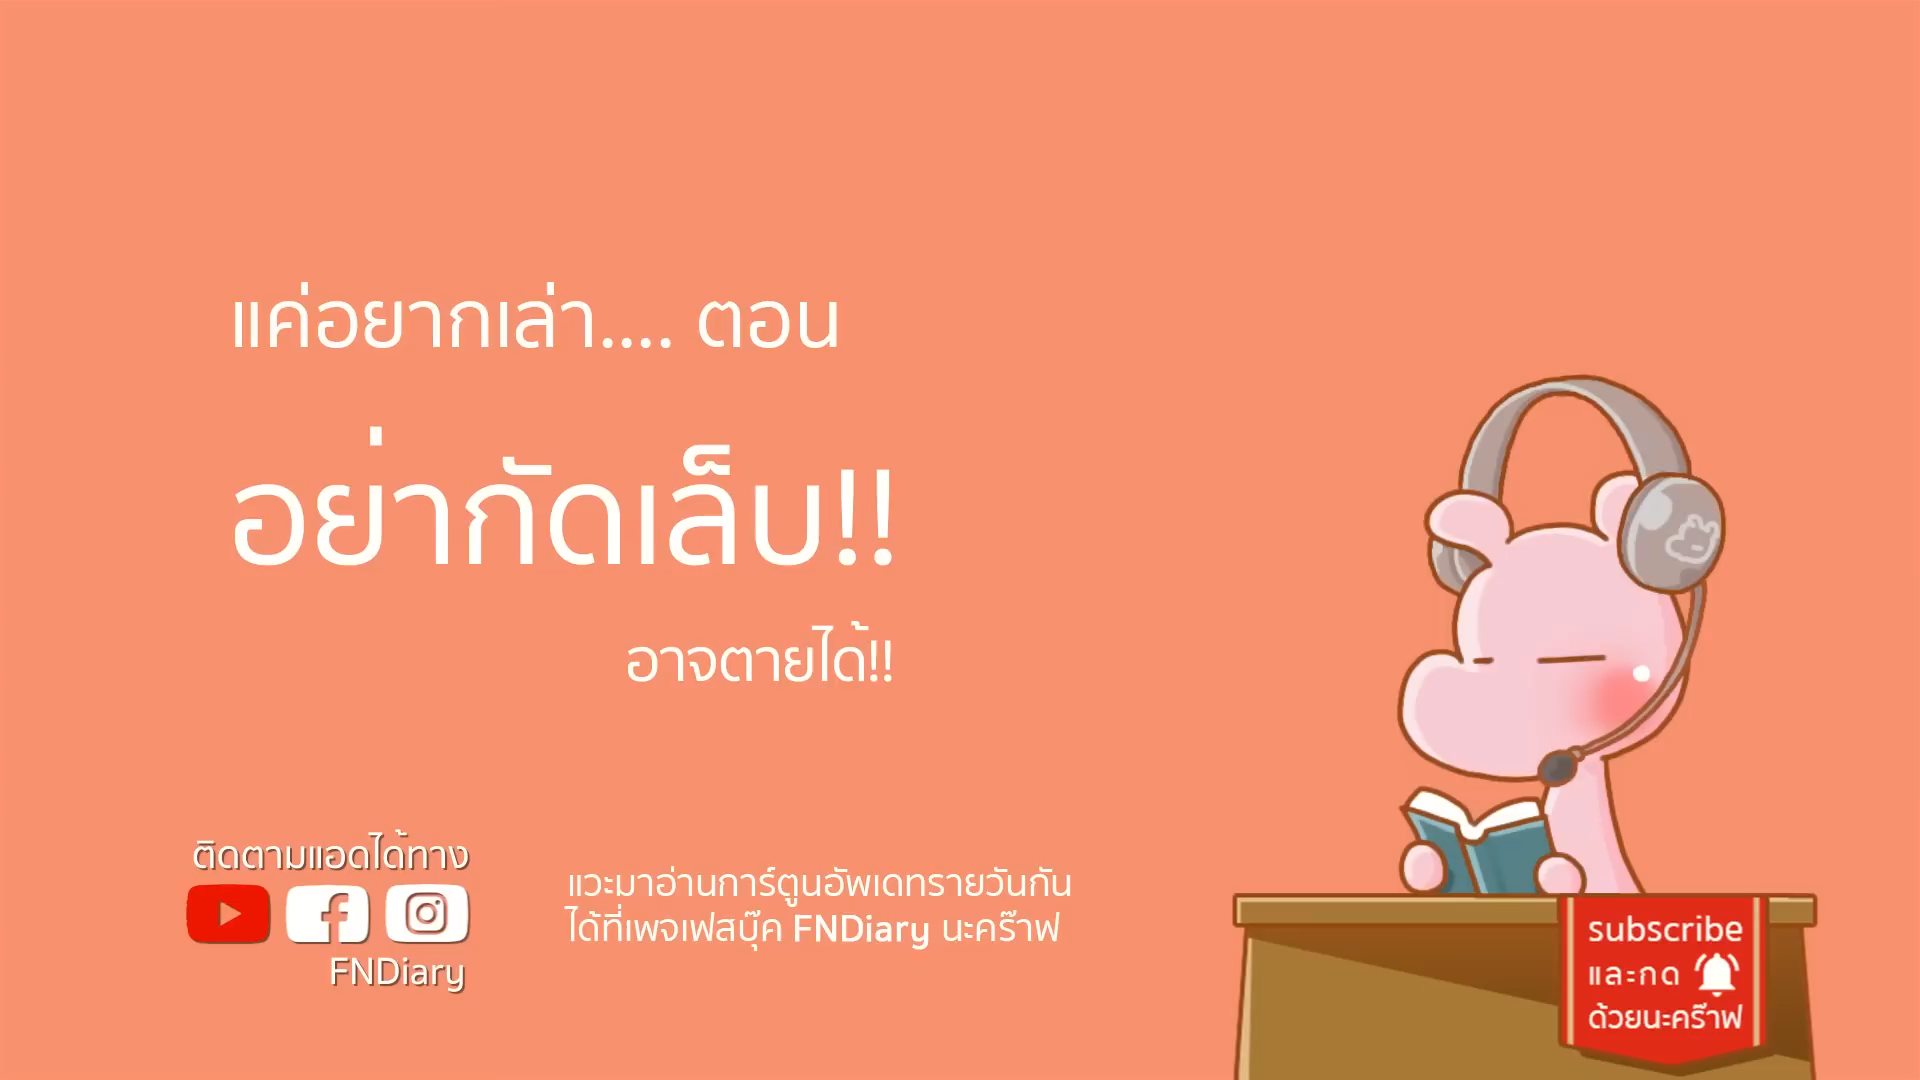 แค่อยากเล่า.... ตอน
อย่ากัดเล็บ!!
อาจตายได้!!
ติดตามแอดได้ทาง
FNDiary
แวะมาอ่านการ์ตูนอัพเดทรายวันกัน
ได้ที่เพจเฟสบุ๊ค FNDiary นะคร๊าฟ
subscribe
และกด
ด้วยนะคร๊าฟ